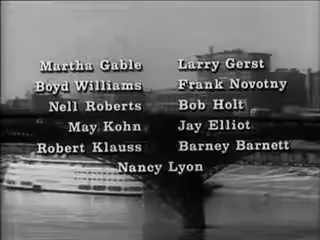 Martha Gable Larry Gerst
Boyd Williams Frank Novotny
Nell Roberts Bob Holt
May Kohn Jay Elliot
Robert Klauss Barney Barnett
Nancy Lyon